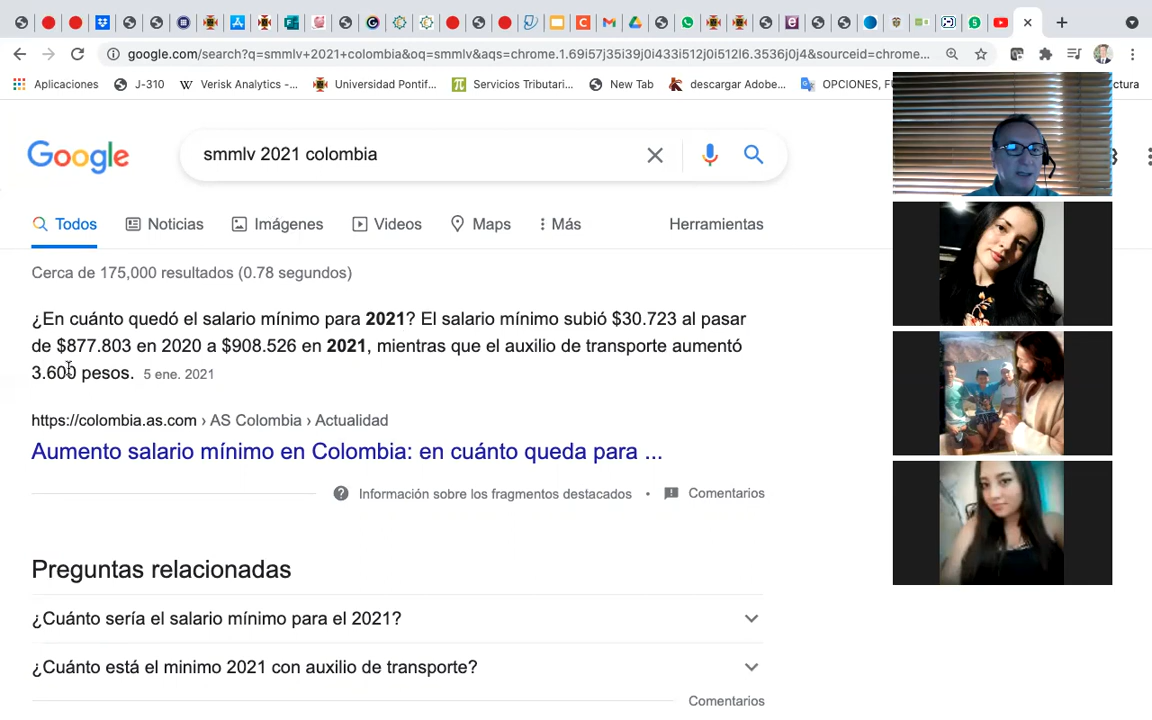 google.com/search?q=smmlv+2021+colombia&oq=smmlv&aqs=chrome.1.69i57j35i39j0i433i512j0i512l6.3536j0j4&sourceid=chrome...
Aplicaciones J-310 Verisk Analytics -... Universidad Pontif... Servicios Tributari... New Tab descargar Adobe... OPCIONES, F ctura
Google smmlv 2021 colombia
Todos Noticias Imágenes Videos Maps Más Herramientas
Cerca de 175,000 resultados (0.78 segundos)
¿En cuánto quedó el salario mínimo para 2021? El salario mínimo subió $30.723 al pasar
de $877.803 en 2020 a $908.526 en 2021, mientras que el auxilio de transporte aumentó
3.600 pesos. 5 ene. 2021
https://colombia.as.com › AS Colombia › Actualidad
Aumento salario mínimo en Colombia: en cuánto queda para ...
Información sobre los fragmentos destacados • Comentarios
Preguntas relacionadas
¿Cuánto sería el salario mínimo para el 2021?
¿Cuánto está el minimo 2021 con auxilio de transporte?
Comentarios